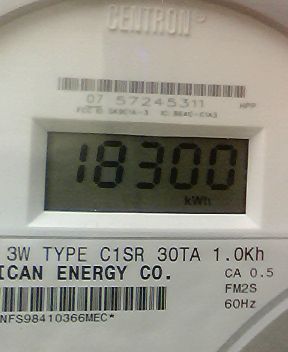 CENTRON
07 57245311 HPP
18300
kWh
3W TYPE C1SR 30TA 1.0Kh
ICAN ENERGY CO. CA 0.5
FM2S
60Hz
NFS98410366MEC*